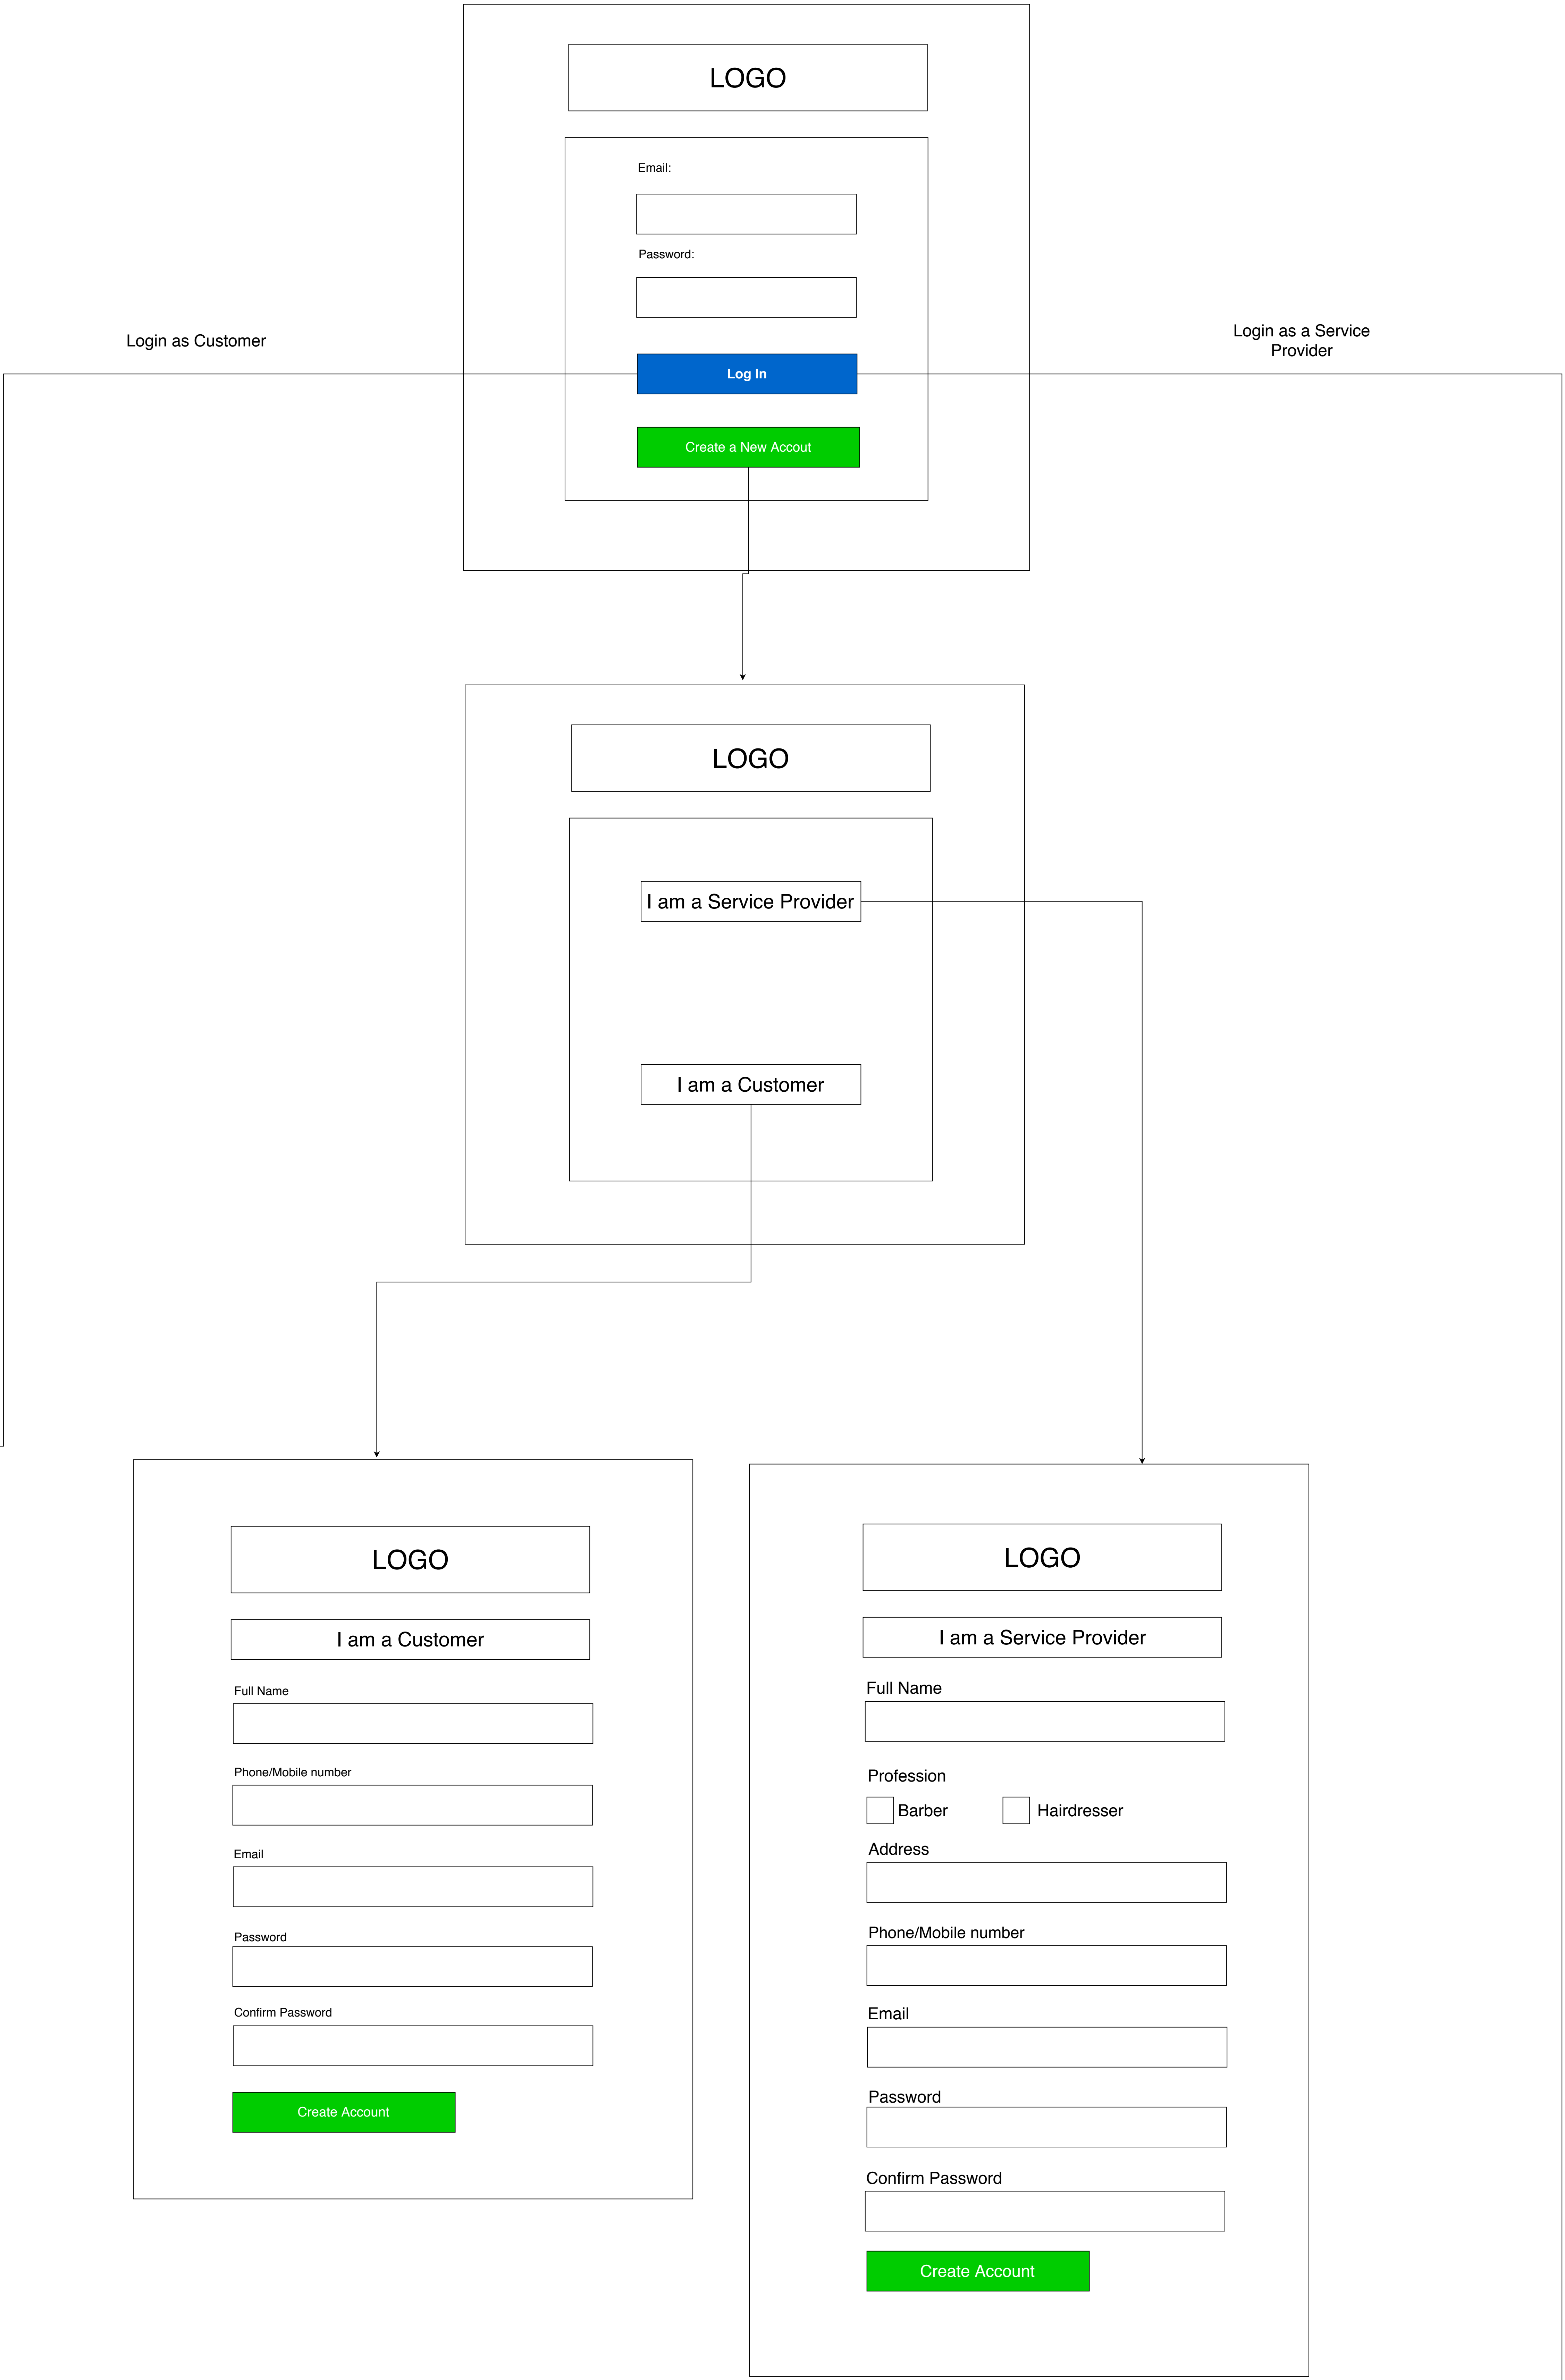 LOGO
Email:
Password:
Login as Customer
Login as a Service
Provider
Log In
Create a New Accout
LOGO
I am a Service Provider
I am a Customer
LOGO
I am a Customer
Full Name
Phone/Mobile number
Email
Password
Confirm Password
Create Account
LOGO
I am a Service Provider
Full Name
Profession
Barber
Hairdresser
Address
Phone/Mobile number
Email
Password
Confirm Password
Create Account